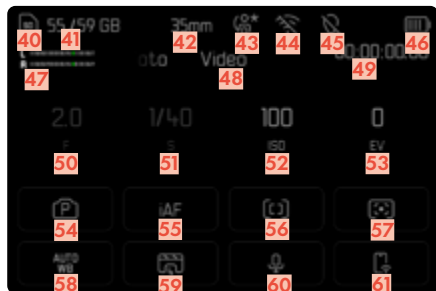 55/59 GB 35mm
40 41 42 43 44 45 46
L
R oto Video 00:00:00.00
47 48 49
2.0 1/40 100 0
F S ISO EV
50 51 52 53
P iAF
54 55 56 57
AUTO
WB
58 59 60 61